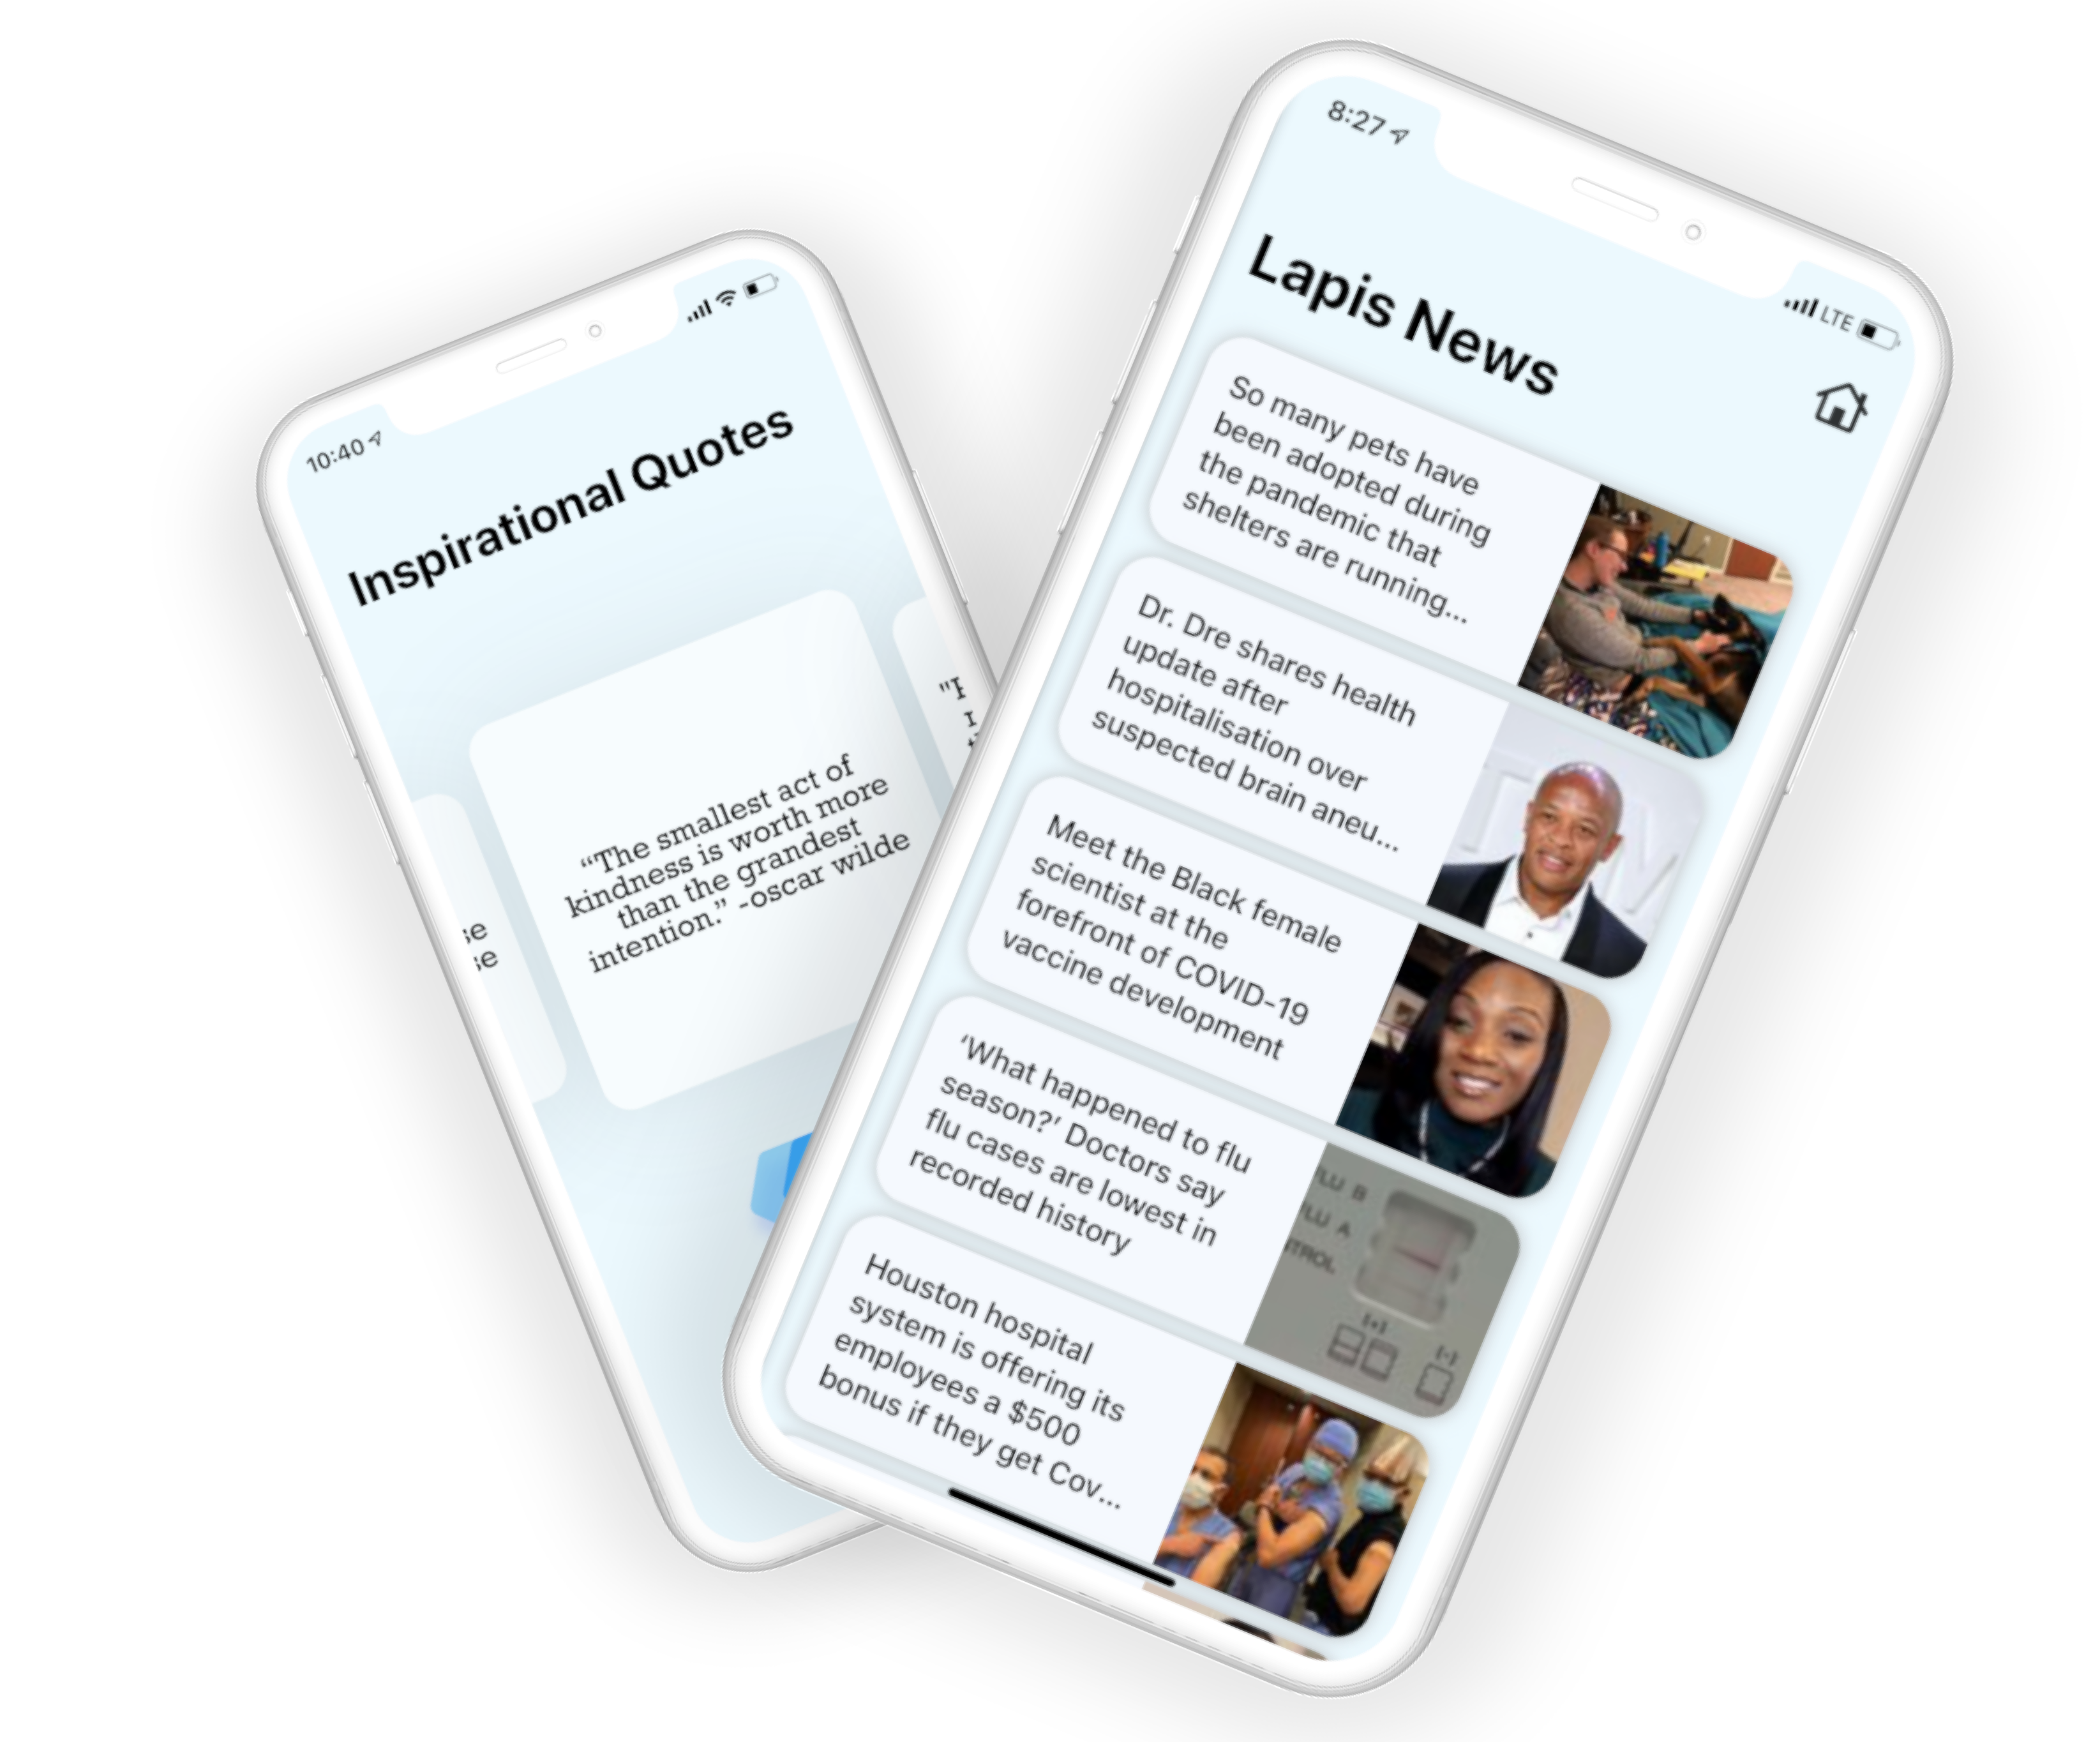 10:40
Inspirational Quotes
se
se
“The smallest act of
kindness is worth more
than the grandest
intention.” -oscar wilde
8:27
LTE
Lapis News
So many pets have
been adopted during
the pandemic that
shelters are running...
Dr. Dre shares health
update after
hospitalisation over
suspected brain aneu...
Meet the Black female
scientist at the
forefront of COVID-19
vaccine development
‘What happened to flu
season?’ Doctors say
flu cases are lowest in
recorded history
FLU B
FLU A
NTROL
(+)
(-)
Houston hospital
system is offering its
employees a $500
bonus if they get Cov...